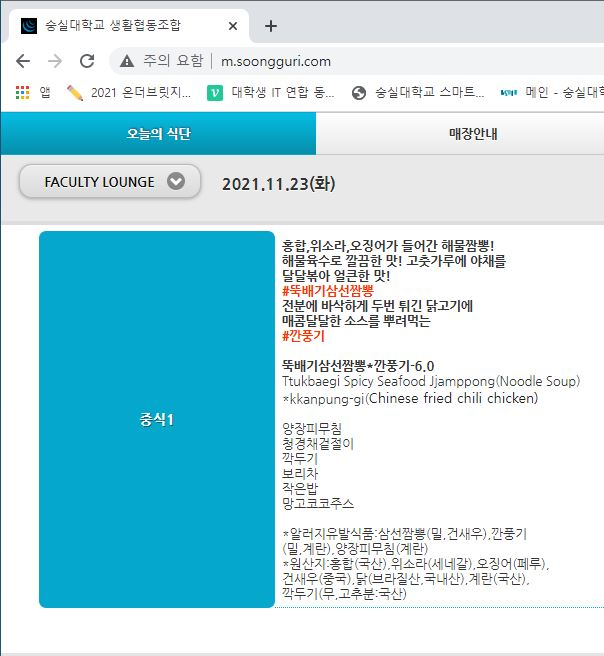 숭실대학교 생활협동조합
주의 요함 m.soongguri.com
앱 2021 온더브릿지... 대학생 IT 연합 동... 숭실대학교 스마트... 메인 - 숭실대학
오늘의 식단 매장안내
FACULTY LOUNGE 2021.11.23(화)
중식1
홍합,위소라,오징어가 들어간 해물짬뽕!
해물육수로 깔끔한 맛! 고춧가루에 야채를
달달볶아 얼큰한 맛!
#뚝배기삼선짬뽕
전분에 바삭하게 두번 튀긴 닭고기에
매콤달달한 소스를 뿌려먹는
#깐풍기
뚝배기삼선짬뽕*깐풍기-6.0
Ttukbaegi Spicy Seafood Jjamppong(Noodle Soup)
*kkanpung-gi(Chinese fried chili chicken)
양장피무침
청경채겉절이
깍두기
보리차
작은밥
망고코코주스
*알러지유발식품:삼선짬뽕(밀,건새우),깐풍기
(밀,계란),양장피무침(계란)
*원산지:홍합(국산),위소라(세네갈),오징어(페루),
건새우(중국),닭(브라질산,국내산),계란(국산),
깍두기(무,고추분:국산)